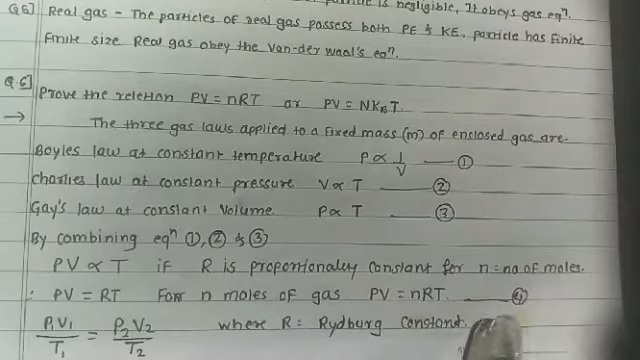 particle is negligible, It obeys gas eqn.
Q6] Real gas - The particles of real gas possess both PE & KE, particle has finite
finite size Real gas obey the Van-der waal's eqn.
Q.5]
Prove the reletion PV = nRT or PV = NKBT.
→ The three gas laws applied to a fixed mass (m) of enclosed gas are.
Boyles law at constant temperature P ∝ 1/V — ①
Charlies law at constant pressure V ∝ T — ②
Gay's law at constant Volume. P ∝ T — ③
By combining eqn ①, ② & ③
PV ∝ T if R is proportionaley constant for n = no of moles.
∴ PV = RT Forr n moles of gas PV = nRT. — ④
P1V1/T1 = P2V2/T2 where R = Rydburg constant.